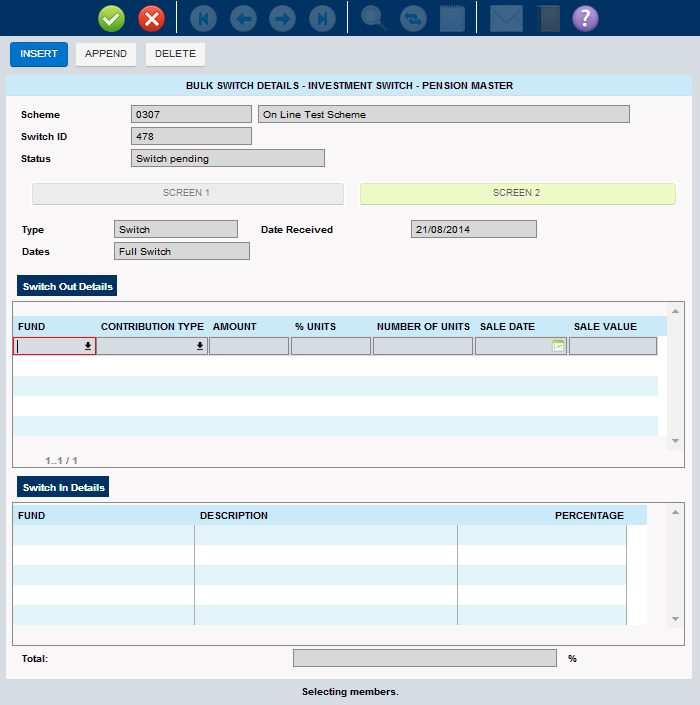 ?
INSERT APPEND DELETE
BULK SWITCH DETAILS - INVESTMENT SWITCH - PENSION MASTER
Scheme 0307 On Line Test Scheme
Switch ID 478
Status Switch pending
SCREEN 1 SCREEN 2
Type Switch Date Received 21/08/2014
Dates Full Switch
Switch Out Details
FUND CONTRIBUTION TYPE AMOUNT % UNITS NUMBER OF UNITS SALE DATE SALE VALUE
1..1 / 1
Switch In Details
FUND DESCRIPTION PERCENTAGE
Total: %
Selecting members.